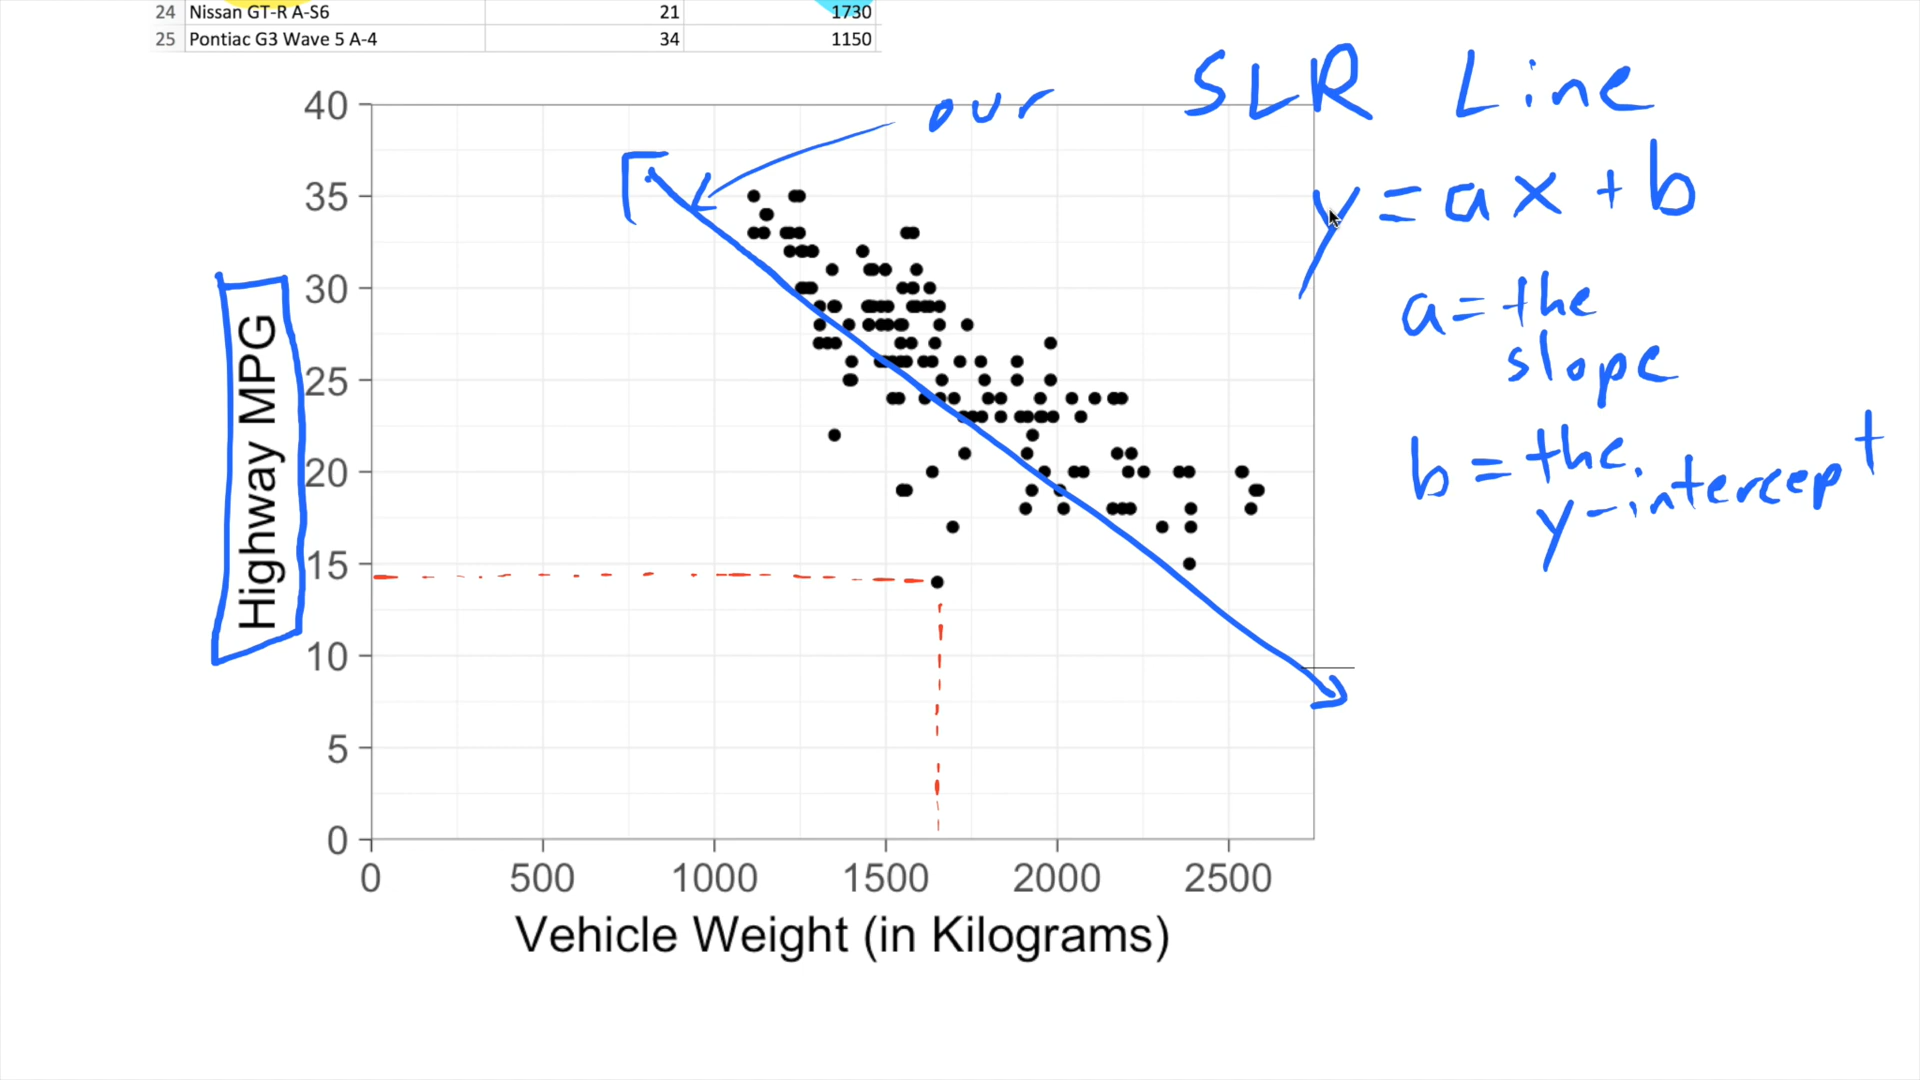 24 Nissan GT-R A-S6 21 1730
25 Pontiac G3 Wave 5 A-4 34 1150
our SLR Line
y = ax + b
a = the
slope
b = the
y-intercept
Highway MPG
40
35
30
25
20
15
10
5
0
0 500 1000 1500 2000 2500
Vehicle Weight (in Kilograms)